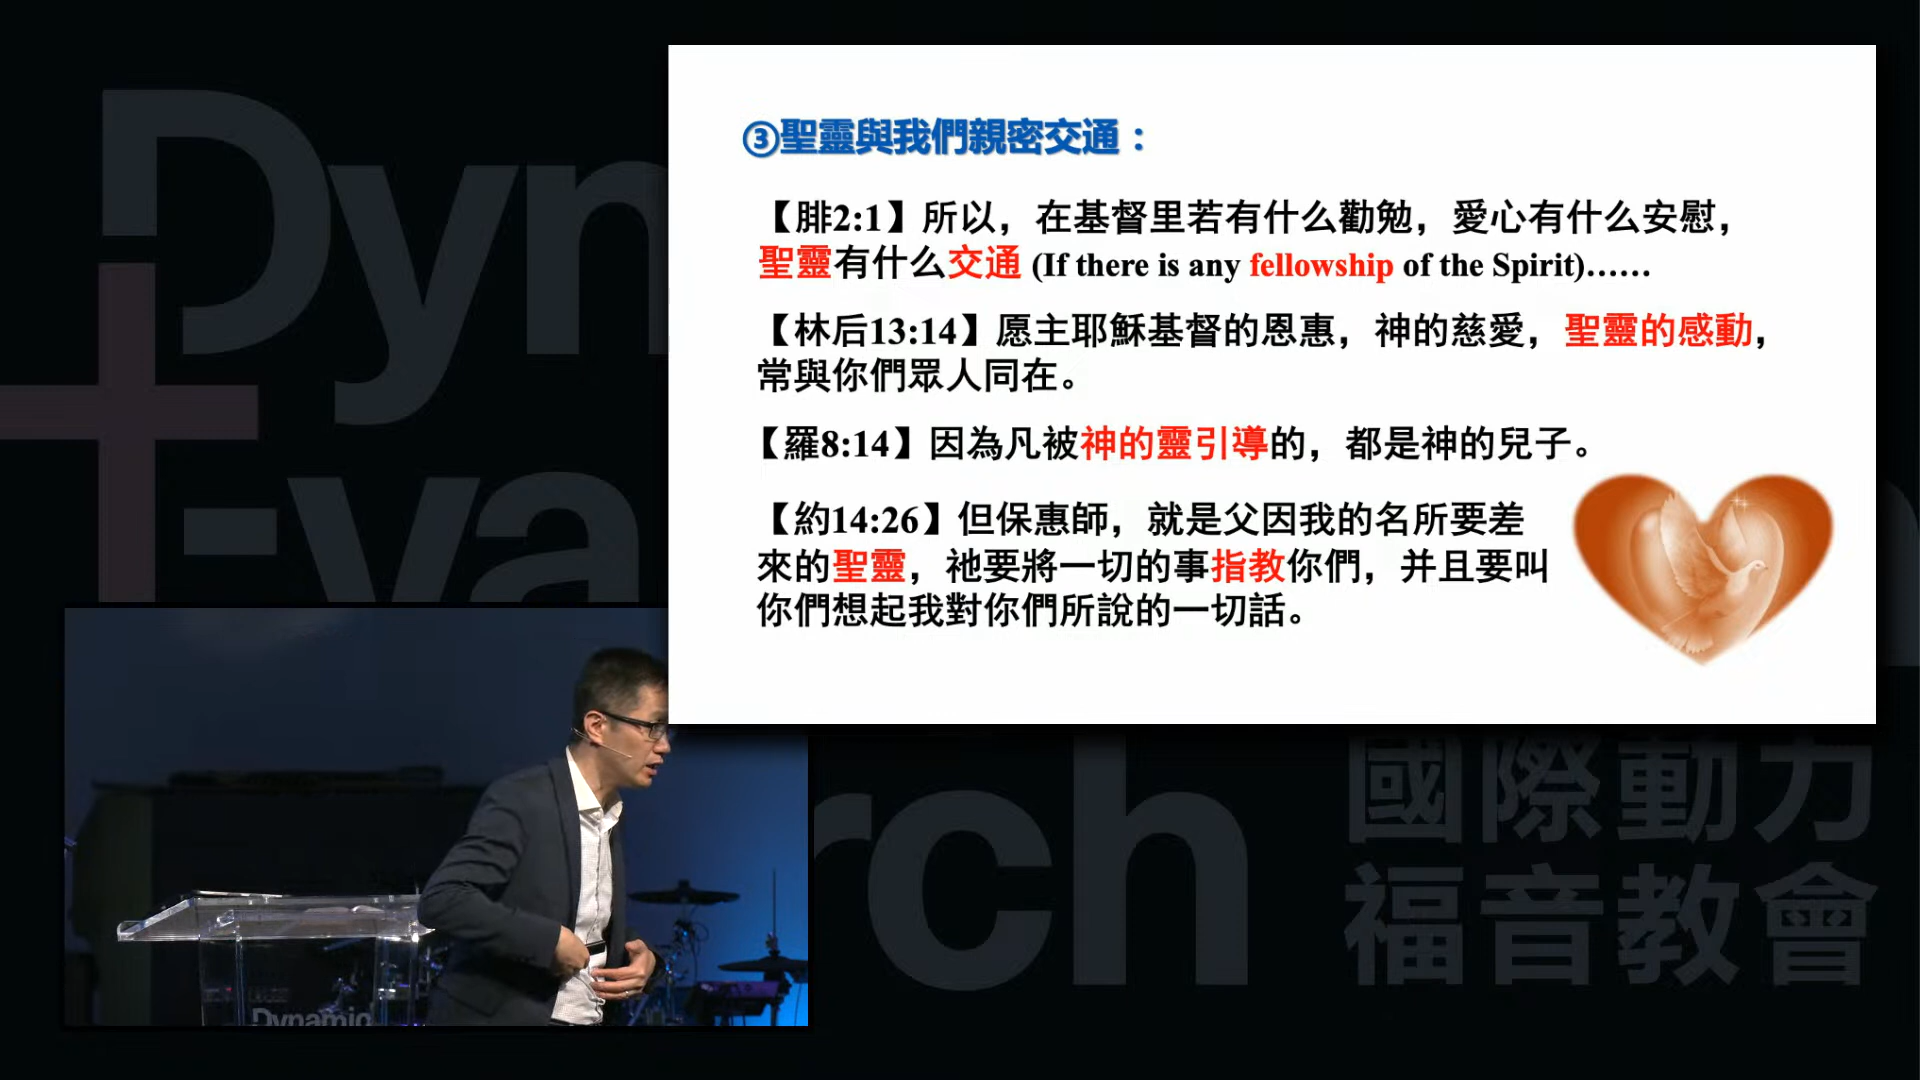 ③聖靈與我們親密交通：
【腓2:1】所以，在基督里若有什么勸勉，愛心有什么安慰，
聖靈有什么交通 (If there is any fellowship of the Spirit)……
【林后13:14】愿主耶穌基督的恩惠，神的慈愛，聖靈的感動，
常與你們眾人同在。
【羅8:14】因為凡被神的靈引導的，都是神的兒子。
【約14:26】但保惠師，就是父因我的名所要差
來的聖靈，祂要將一切的事指教你們，并且要叫
你們想起我對你們所說的一切話。
Dyn
Eva
rch
國際動力
福音教會
Dynamic